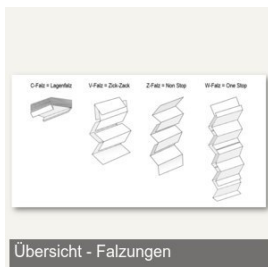 C-Falz = Lagenfalz V-Falz = Zick-Zack Z-Falz = Non Stop W-Falz = One Stop
Übersicht - Falzungen